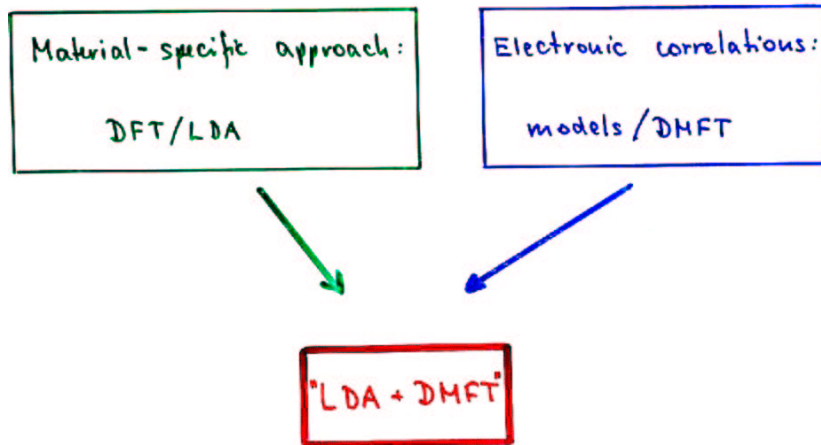 Material-specific approach:
DFT/LDA
Electronic correlations:
models/DMFT
"LDA + DMFT"